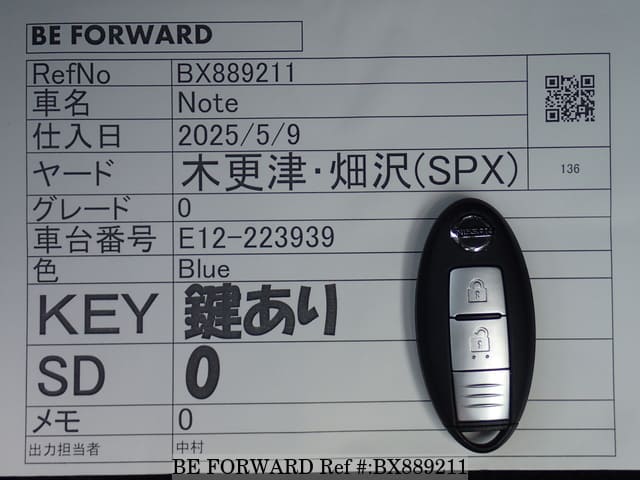 BE FORWARD
RefNo BX889211
車名 Note
仕入日 2025/5/9
ヤード 木更津・畑沢(SPX) 136
グレード 0
車台番号 E12-223939
色 Blue
KEY 鍵あり
SD 0
メモ 0
出力担当者 中村
NISSAN
BE FORWARD Ref #:BX889211